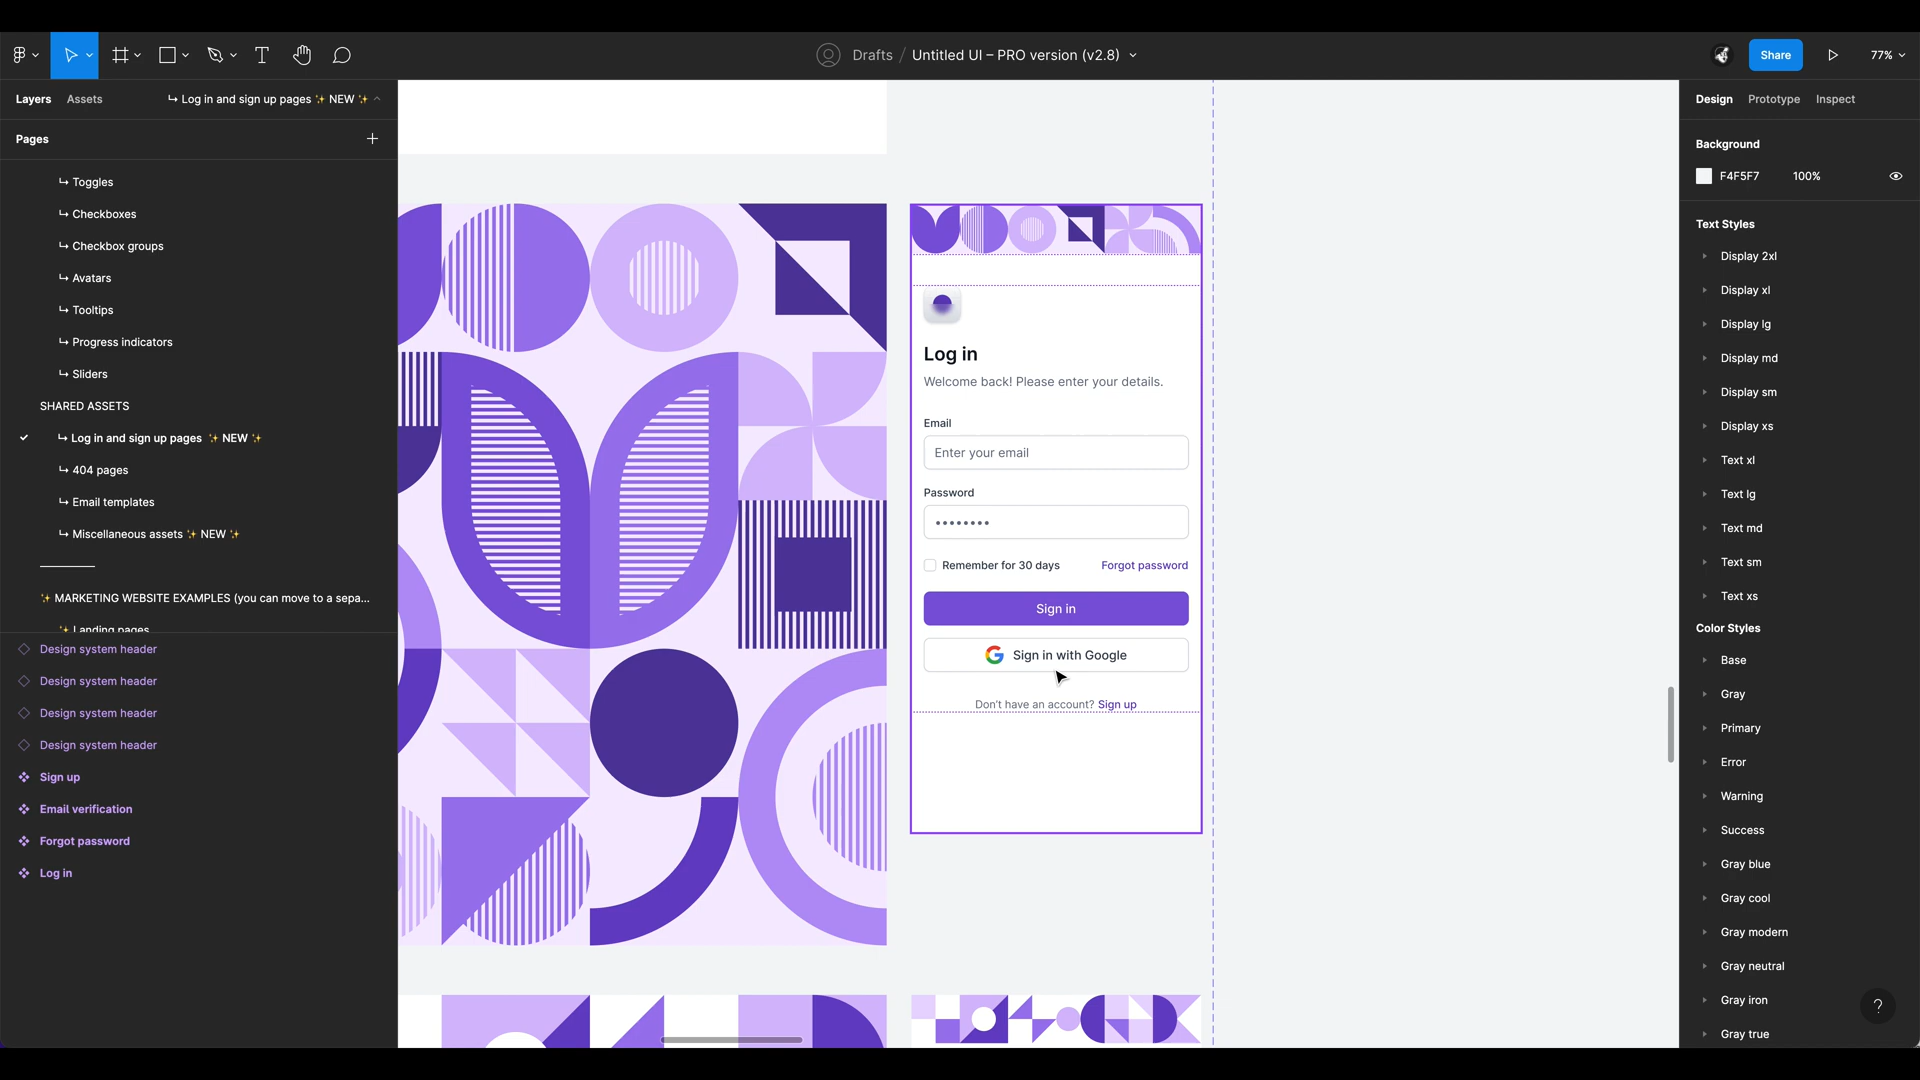 Drafts / Untitled UI – PRO version (v2.8)
Share
77%
Layers
Assets
↳ Log in and sign up pages ✨ NEW ✨
Pages
↳ Toggles
↳ Checkboxes
↳ Checkbox groups
↳ Avatars
↳ Tooltips
↳ Progress indicators
↳ Sliders
SHARED ASSETS
↳ Log in and sign up pages ✨ NEW ✨
↳ 404 pages
↳ Email templates
↳ Miscellaneous assets ✨ NEW ✨
✨ MARKETING WEBSITE EXAMPLES (you can move to a sepa...
✨ Landing pages
Design system header
Design system header
Design system header
Design system header
Sign up
Email verification
Forgot password
Log in
Log in
Welcome back! Please enter your details.
Email
Enter your email
Password
••••••••
Remember for 30 days
Forgot password
Sign in
Sign in with Google
Don't have an account? Sign up
Design
Prototype
Inspect
Background
F4F5F7
100%
Text Styles
Display 2xl
Display xl
Display lg
Display md
Display sm
Display xs
Text xl
Text lg
Text md
Text sm
Text xs
Color Styles
Base
Gray
Primary
Error
Warning
Success
Gray blue
Gray cool
Gray modern
Gray neutral
Gray iron
Gray true
?